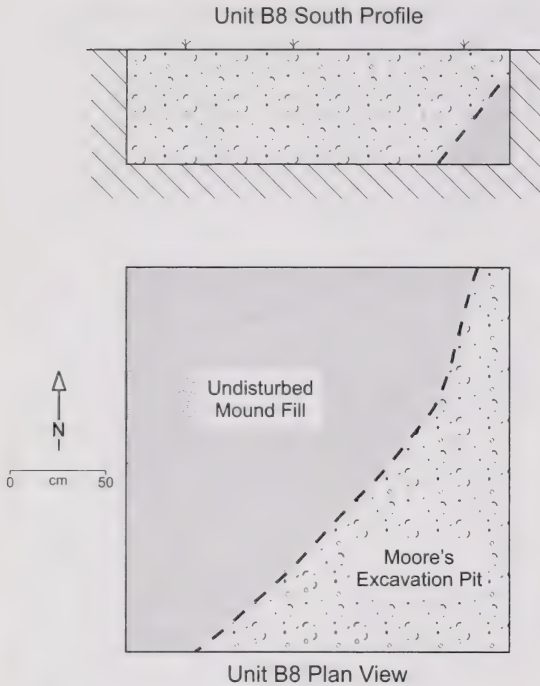 Unit B8 South Profile
Undisturbed
Mound Fill
N
0 cm 50
Moore's
Excavation Pit
Unit B8 Plan View